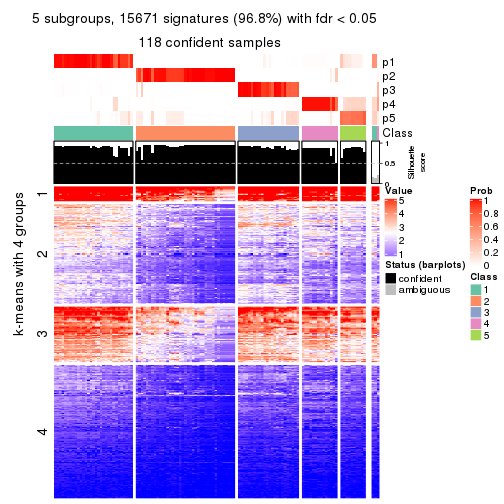 5 subgroups, 15671 signatures (96.8%) with fdr < 0.05
118 confident samples
p1
p2
p3
p4
p5
Class
1
0.5
0
Silhouette
score
k-means with 4 groups
1
2
3
4
Value
5
4
3
2
1
Status (barplots)
confident
ambiguous
Prob
1
0.8
0.6
0.4
0.2
0
Class
1
2
3
4
5